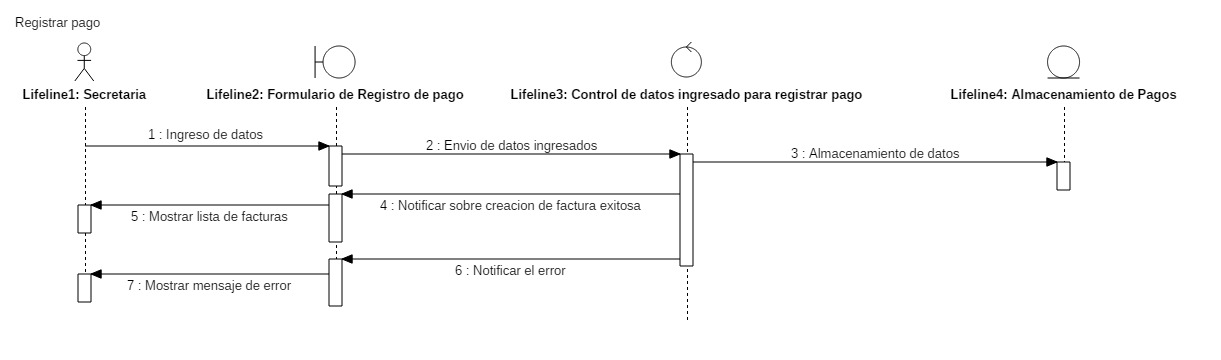 Registrar pago
Lifeline1: Secretaria
Lifeline2: Formulario de Registro de pago
Lifeline3: Control de datos ingresado para registrar pago
Lifeline4: Almacenamiento de Pagos
1 : Ingreso de datos
2 : Envio de datos ingresados
3 : Almacenamiento de datos
4 : Notificar sobre creacion de factura exitosa
5 : Mostrar lista de facturas
6 : Notificar el error
7 : Mostrar mensaje de error